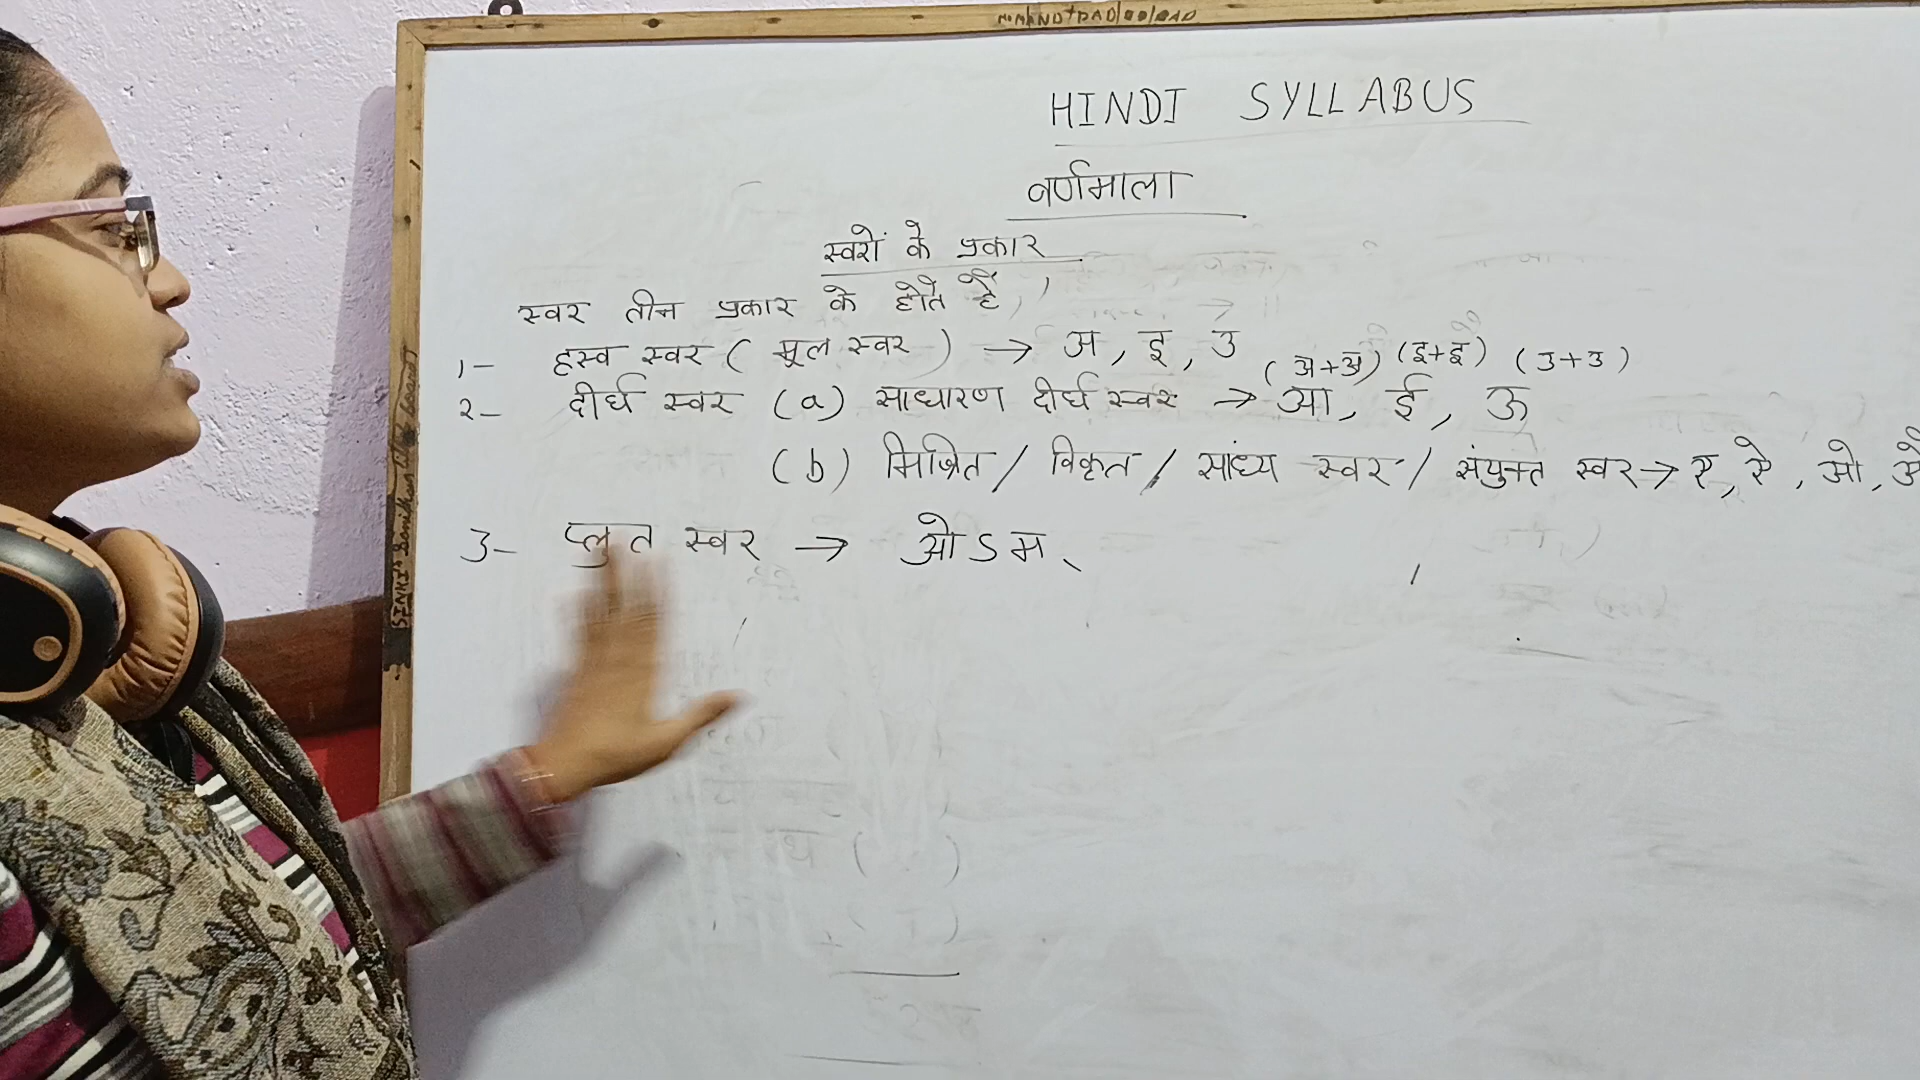 HINDI SYLLABUS
वर्णमाला
स्वरों के प्रकार
स्वर तीन प्रकार के होते हैं,
1- हस्व स्वर ( मूल स्वर ) → अ, इ, उ
(अ+अ) (इ+इ) (उ+उ)
2- दीर्घ स्वर (a) साधारण दीर्घ स्वर → आ, ई, ऊ
(b) मिश्रित / विकृत / सांध्य स्वर / संयुक्त स्वर → ए, ऐ, ओ, औ
3- प्लुत स्वर → ओऽम्